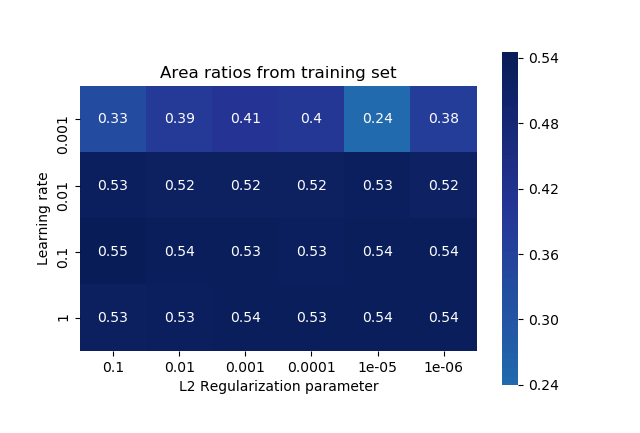 Area ratios from training set
Learning rate
0.001 0.33 0.39 0.41 0.4 0.24 0.38
0.01 0.53 0.52 0.52 0.52 0.53 0.52
0.1 0.55 0.54 0.53 0.53 0.54 0.54
1 0.53 0.53 0.54 0.53 0.54 0.54
0.1 0.01 0.001 0.0001 1e-05 1e-06
L2 Regularization parameter
0.54
0.48
0.42
0.36
0.30
0.24